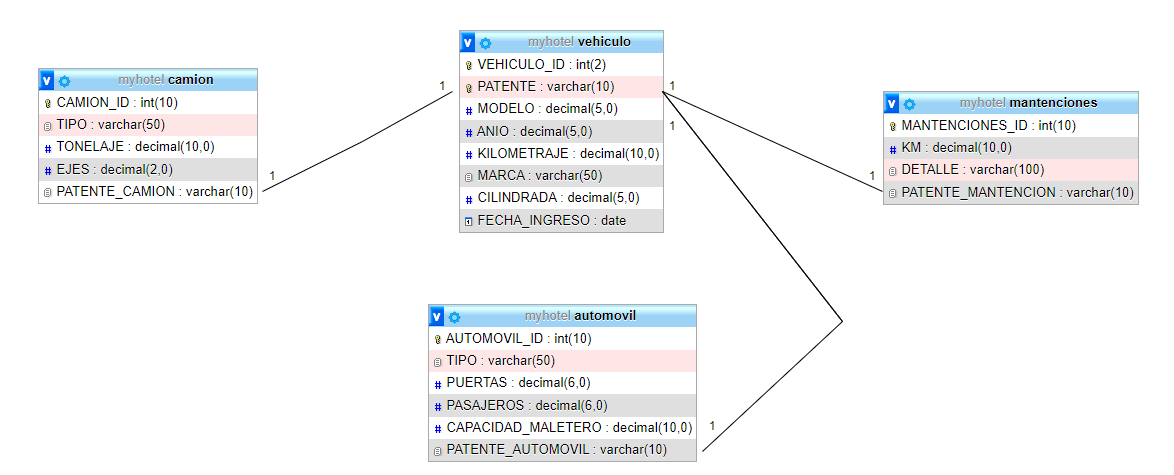 myhotel camion
CAMION_ID : int(10)
TIPO : varchar(50)
TONELAJE : decimal(10,0)
EJES : decimal(2,0)
PATENTE_CAMION : varchar(10)
1
1
myhotel vehiculo
VEHICULO_ID : int(2)
PATENTE : varchar(10)
MODELO : decimal(5,0)
ANIO : decimal(5,0)
KILOMETRAJE : decimal(10,0)
MARCA : varchar(50)
CILINDRADA : decimal(5,0)
FECHA_INGRESO : date
1
1
1
myhotel mantenciones
MANTENCIONES_ID : int(10)
KM : decimal(10,0)
DETALLE : varchar(100)
PATENTE_MANTENCION : varchar(10)
myhotel automovil
AUTOMOVIL_ID : int(10)
TIPO : varchar(50)
PUERTAS : decimal(6,0)
PASAJEROS : decimal(6,0)
CAPACIDAD_MALETERO : decimal(10,0)
PATENTE_AUTOMOVIL : varchar(10)
1